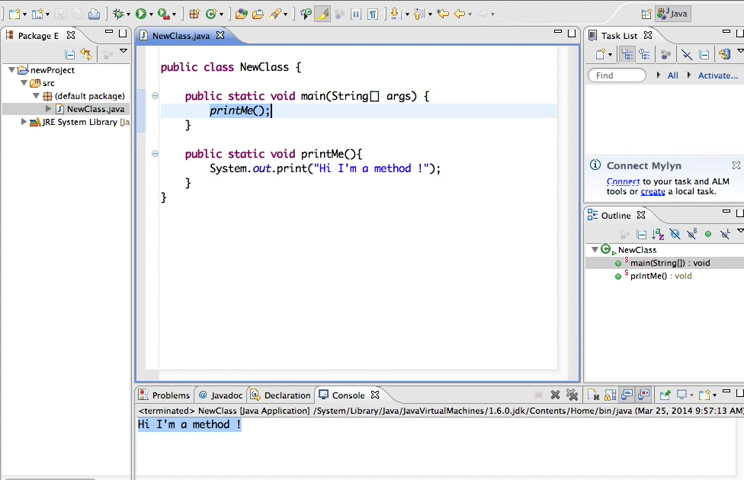 Java
Package E
NewClass.java
Task List
newProject
src
(default package)
NewClass.java
JRE System Library [Ja
public class NewClass {
public static void main(String[] args) {
printMe();
}
public static void printMe(){
System.out.print("Hi I'm a method !");
}
}
Find
All
Activate...
Connect Mylyn
Connect to your task and ALM
tools or create a local task.
Outline
NewClass
main(String[]) : void
printMe() : void
Problems
Javadoc
Declaration
Console
<terminated> NewClass [Java Application] /System/Library/Java/JavaVirtualMachines/1.6.0.jdk/Contents/Home/bin/java (Mar 25, 2014 9:57:13 AM)
Hi I'm a method !